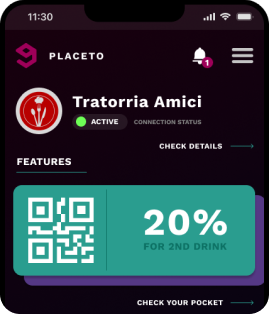 11:30
PLACETO
1
Tratorria Amici
ACTIVE
CONNECTION STATUS
CHECK DETAILS
FEATURES
20%
FOR 2ND DRINK
CHECK YOUR POCKET